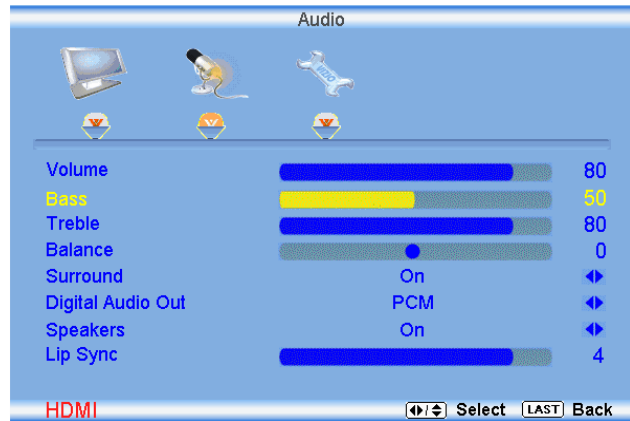 Audio
Volume 80
Bass 50
Treble 80
Balance 0
Surround On
Digital Audio Out PCM
Speakers On
Lip Sync 4
HDMI Select LAST Back